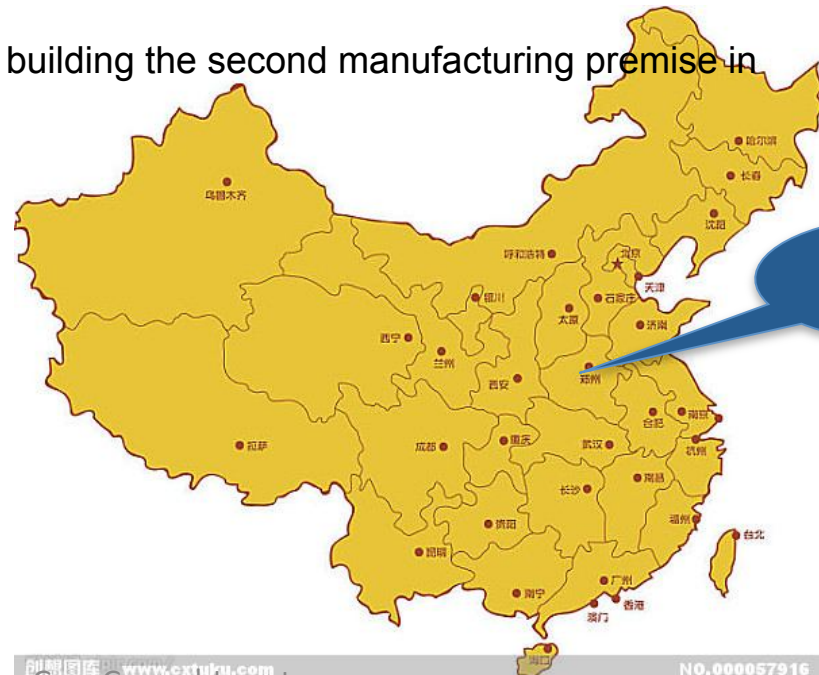 building the second manufacturing premise in
哈尔滨
长春
乌鲁木齐
沈阳
呼和浩特
北京
天津
银川
石家庄
太原
济南
西宁
兰州
郑州
西安
合肥
南京
拉萨
成都
重庆
武汉
杭州
南昌
长沙
福州
贵阳
台北
昆明
广州
南宁
香港
澳门
海口
创想图库 www.cxtuku.com
NO.000057916